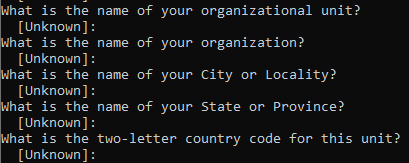 [Unknown]:
What is the name of your organizational unit?
[Unknown]:
What is the name of your organization?
[Unknown]:
What is the name of your City or Locality?
[Unknown]:
What is the name of your State or Province?
[Unknown]:
What is the two-letter country code for this unit?
[Unknown]: